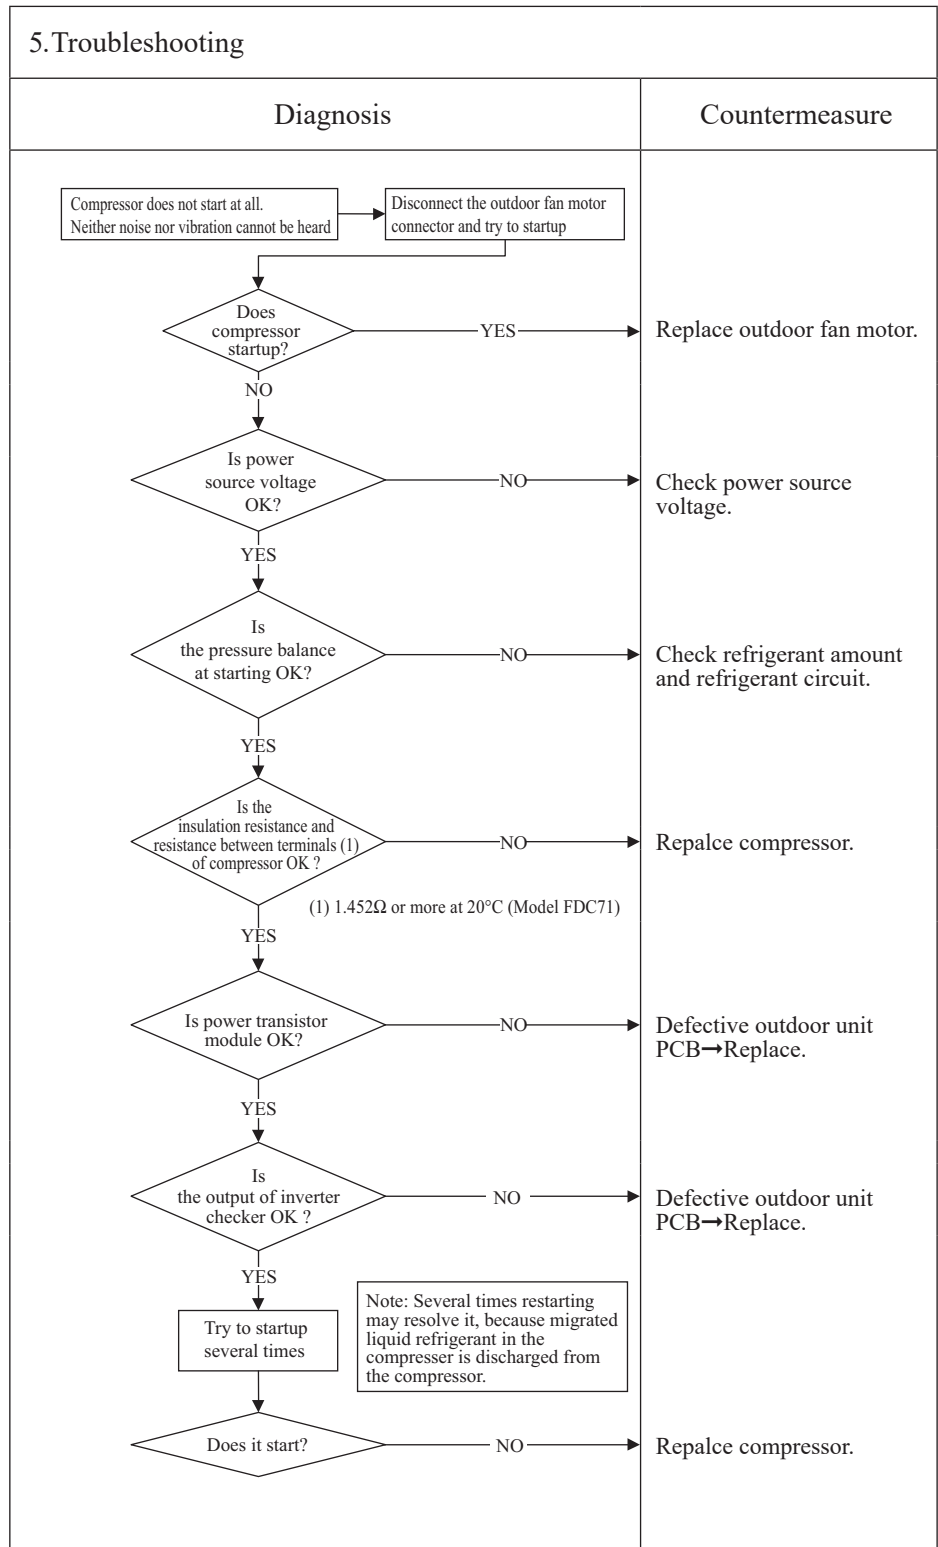 5.Troubleshooting
Diagnosis
Countermeasure
Compressor does not start at all.
Neither noise nor vibration cannot be heard
Disconnect the outdoor fan motor
connector and try to startup
Does
compressor
startup?
YES
Replace outdoor fan motor.
NO
Is power
source voltage
OK?
NO
Check power source
voltage.
YES
Is
the pressure balance
at starting OK?
NO
Check refrigerant amount
and refrigerant circuit.
YES
Is the
insulation resistance and
resistance between terminals (1)
of compressor OK ?
NO
Repalce compressor.
(1) 1.452Ω or more at 20°C (Model FDC71)
YES
Is power transistor
module OK?
NO
Defective outdoor unit
PCB→Replace.
YES
Is
the output of inverter
checker OK ?
NO
Defective outdoor unit
PCB→Replace.
YES
Try to startup
several times
Note: Several times restarting
may resolve it, because migrated
liquid refrigerant in the
compresser is discharged from
the compressor.
Does it start?
NO
Repalce compressor.